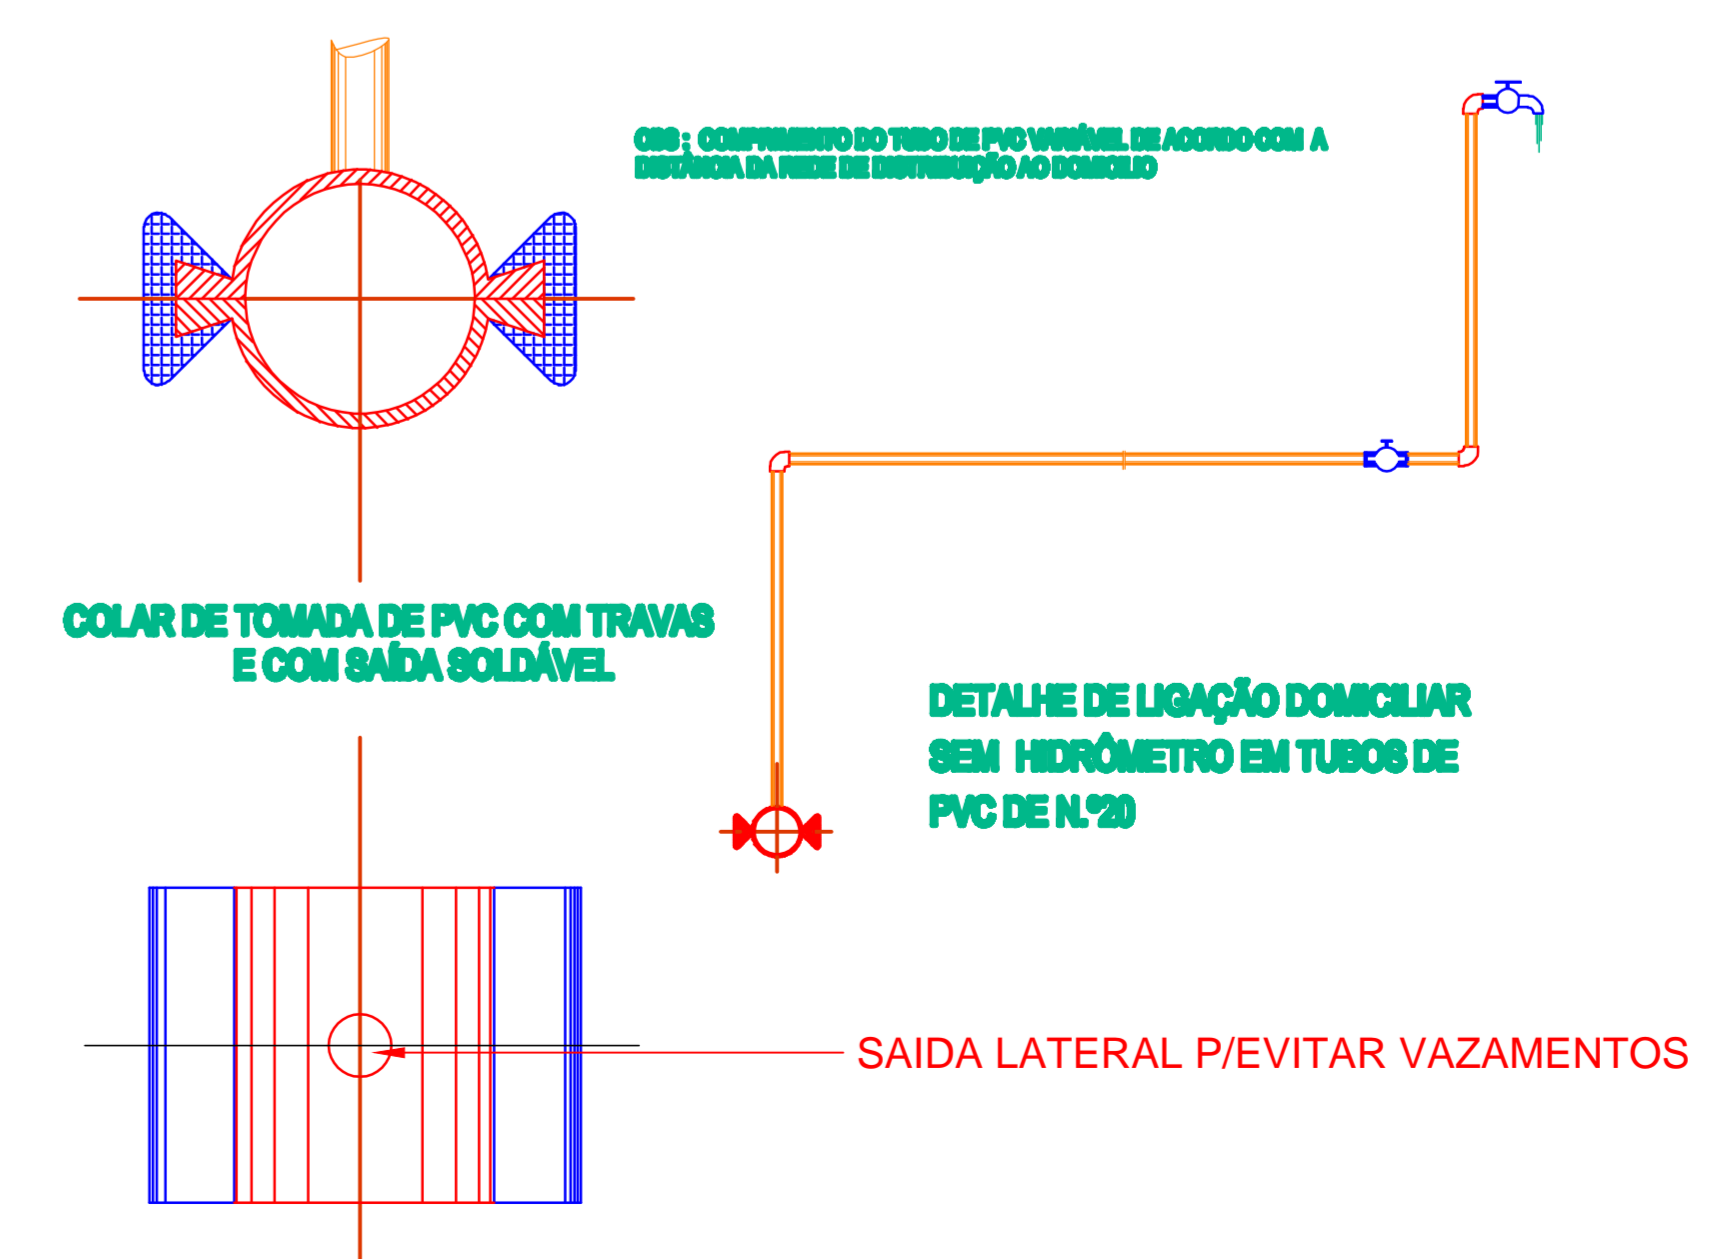 OBS : COMPRIMENTO DO TUBO DE PVC VARIÁVEL DE ACORDO COM A
DISTÂNCIA DA REDE DE DISTRIBUIÇÃO AO DOMICILIO
COLAR DE TOMADA DE PVC COM TRAVAS
E COM SAÍDA SOLDÁVEL
DETALHE DE LIGAÇÃO DOMICILIAR
SEM HIDRÔMETRO EM TUBOS DE
PVC DE N.º20
SAIDA LATERAL P/EVITAR VAZAMENTOS